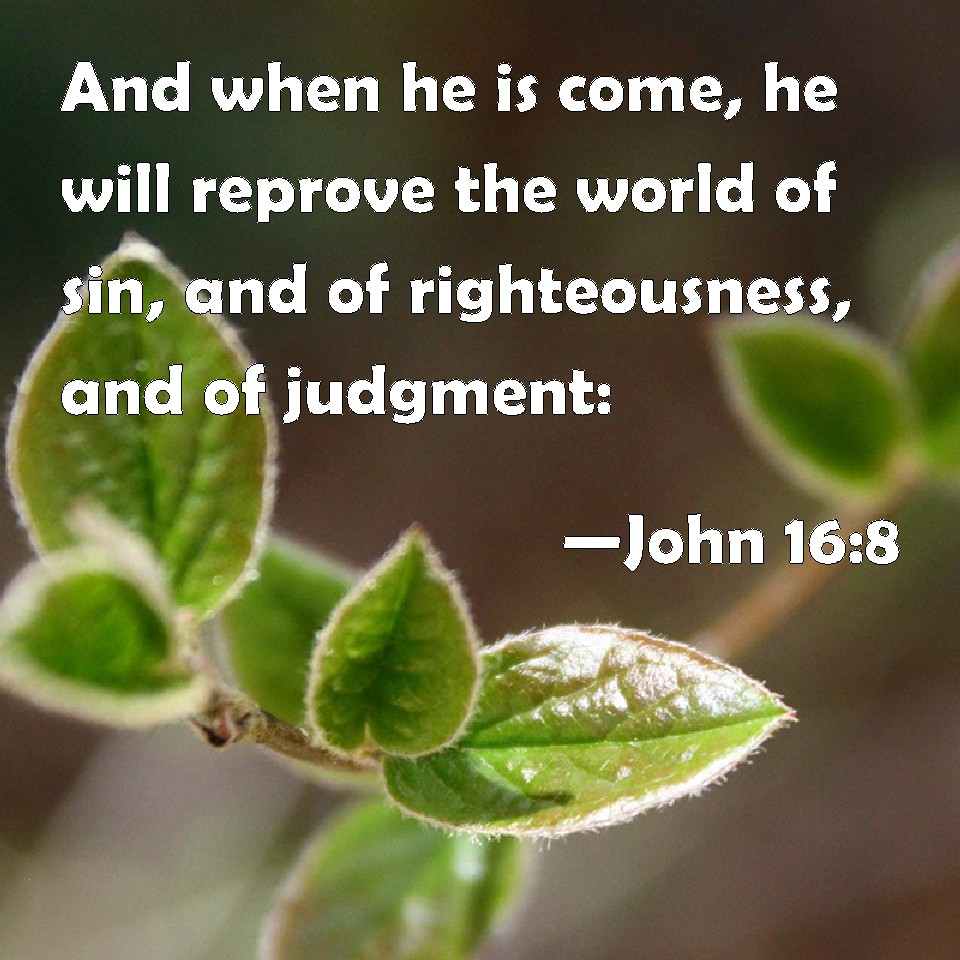 And when he is come, he
will reprove the world of
sin, and of righteousness,
and of judgment:
—John 16:8